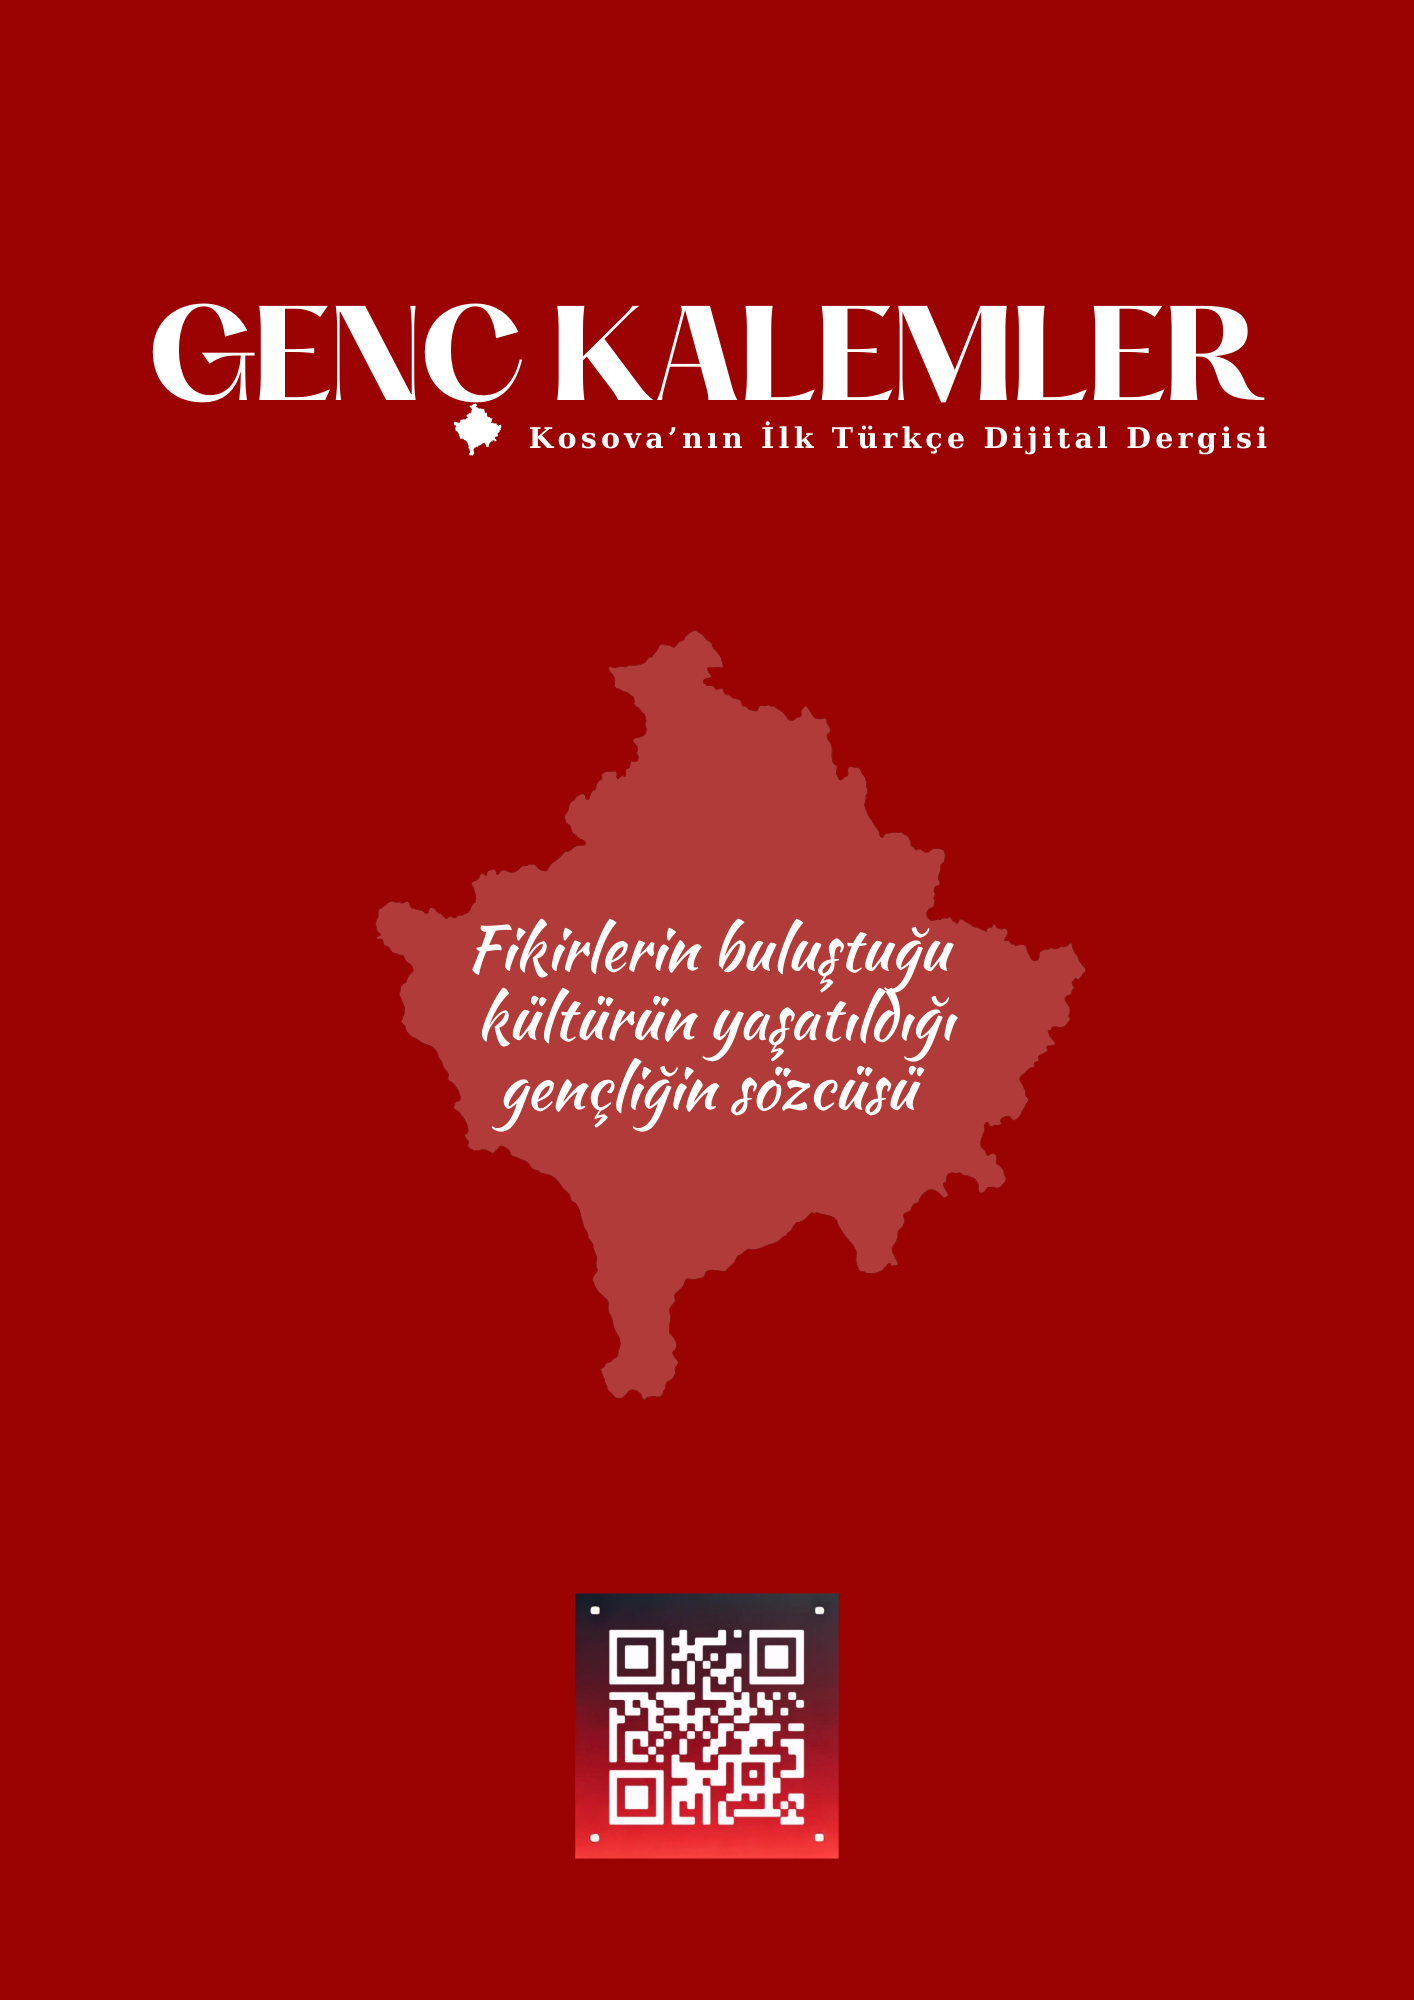 GENÇ KALEMLER
Kosova’nın İlk Türkçe Dijital Dergisi
Fikirlerin buluştuğu
kültürün yaşatıldığı
gençliğin sözcüsü